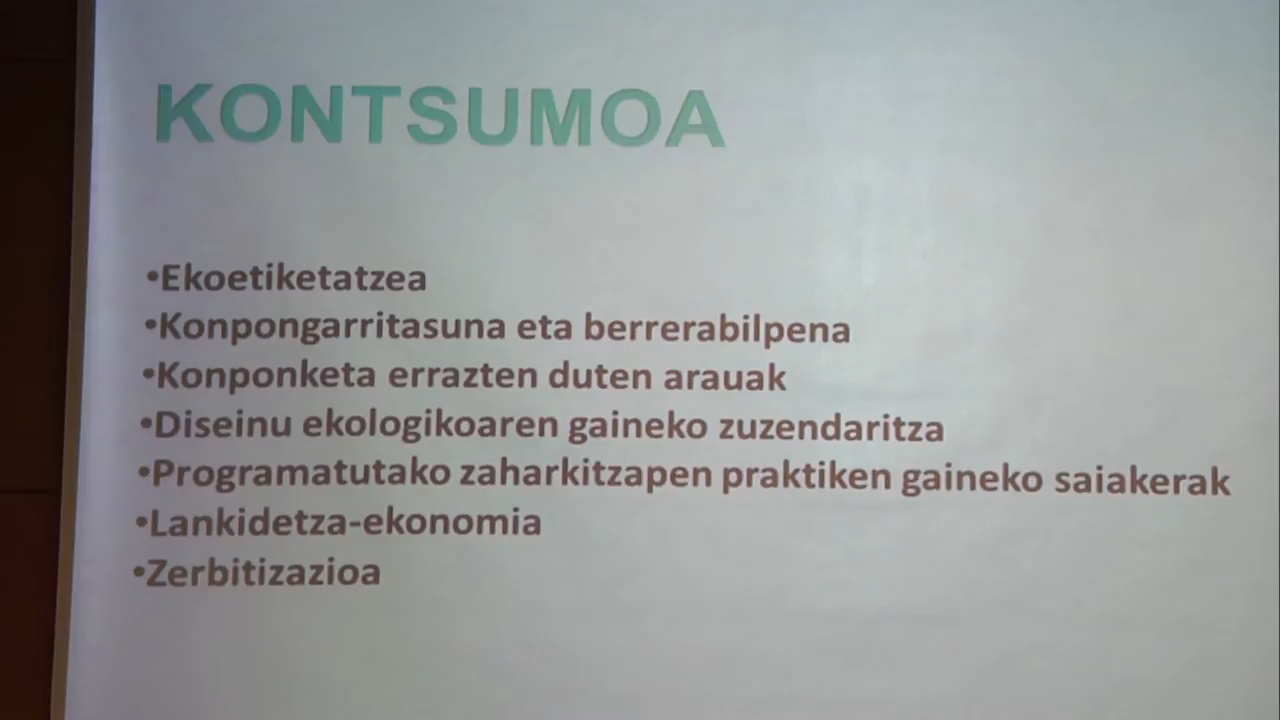 KONTSUMOA
•Ekoetiketatzea
•Konpongarritasuna eta berrerabilpena
•Konponketa errazten duten arauak
•Diseinu ekologikoaren gaineko zuzendaritza
•Programatutako zaharkitzapen praktiken gaineko saiakerak
•Lankidetza-ekonomia
•Zerbitizazioa